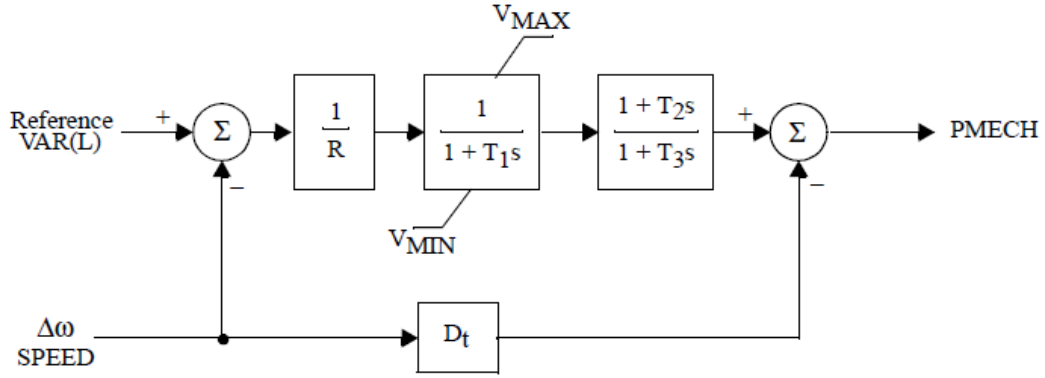 VMAX
Reference
VAR(L)
+
Σ
−
1
R
1
1 + T1s
VMIN
1 + T2s
1 + T3s
+
Σ
−
PMECH
Δω
SPEED
Dt